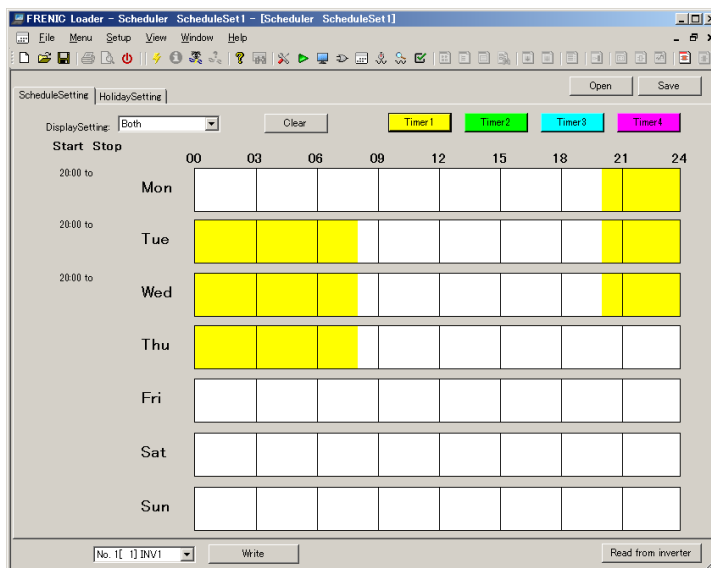 FRENIC Loader - Scheduler ScheduleSet1 - [Scheduler ScheduleSet1]
File Menu Setup View Window Help
Open Save
ScheduleSetting HolidaySetting
DisplaySetting: Both Clear Timer1 Timer2 Timer3 Timer4
Start Stop
00 03 06 09 12 15 18 21 24
20:00 to
Mon
20:00 to
Tue
20:00 to
Wed
Thu
Fri
Sat
Sun
No. 1[ 1] INV1 Write Read from inverter